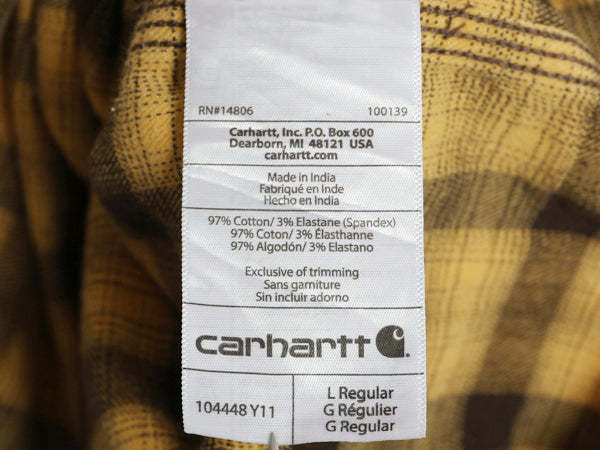 RN#14806 100139
Carhartt, Inc. P.O. Box 600
Dearborn, MI 48121 USA
carhartt.com
Made in India
Fabriqué en Inde
Hecho en India
97% Cotton/ 3% Elastane (Spandex)
97% Coton/ 3% Élasthanne
97% Algodón/ 3% Elastano
Exclusive of trimming
Sans garniture
Sin incluir adorno
carhartt
104448 Y11
L Regular
G Régulier
G Regular